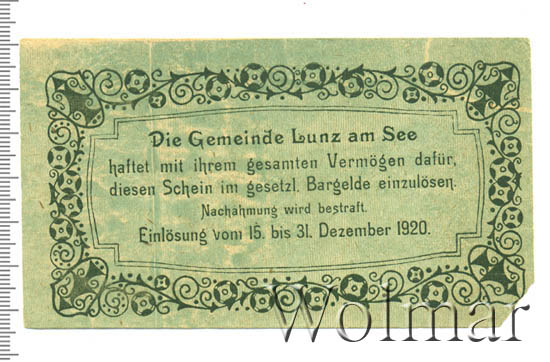 Die Gemeinde Lunz am See
haftet mit ihrem gesamten Vermögen dafür,
diesen Schein im gesetzl. Bargelde einzulösen.
Nachahmung wird bestraft.
Einlösung vom 15. bis 31. Dezember 1920.
Wolmar